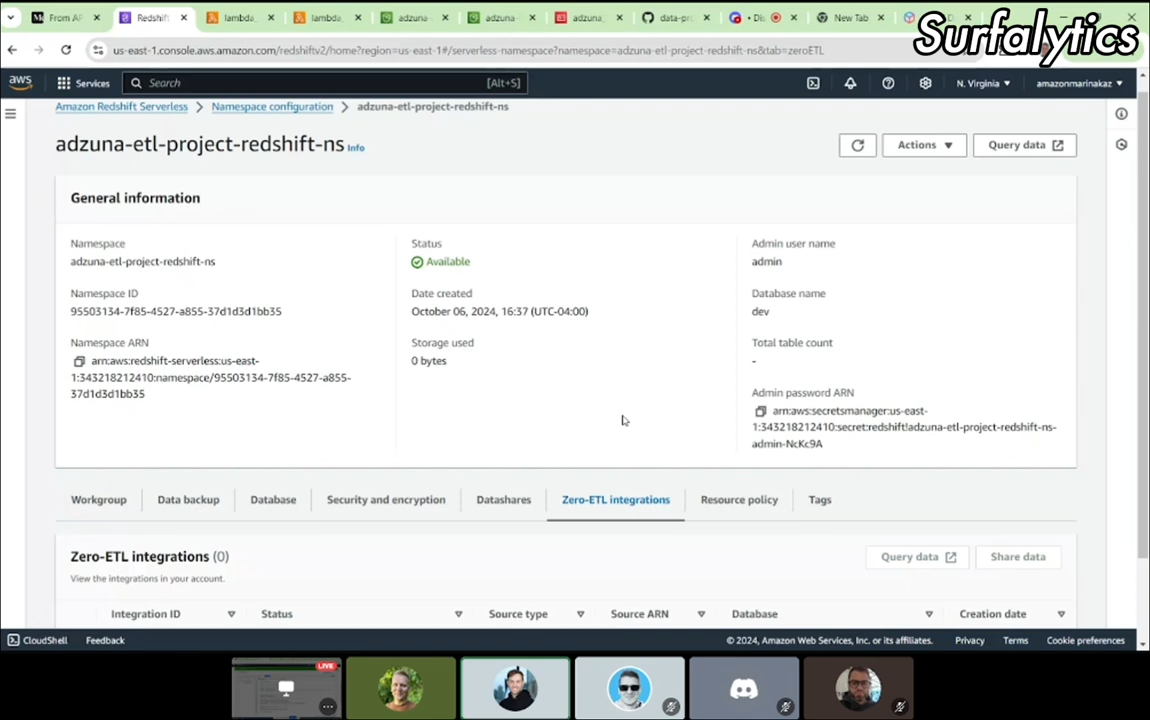 From AP
Redshift
lambda_
lambda_
adzuna-
adzuna-
adzuna_
data-pro
• Dis
New Tab
Surfalytics
us-east-1.console.aws.amazon.com/redshiftv2/home?region=us-east-1#/serverless-namespace?namespace=adzuna-etl-project-redshift-ns&tab=zeroETL
aws
Services
Search
[Alt+S]
N. Virginia
amazonmarinakaz
Amazon Redshift Serverless > Namespace configuration > adzuna-etl-project-redshift-ns
adzuna-etl-project-redshift-ns Info
Actions
Query data
General information
Namespace
adzuna-etl-project-redshift-ns
Namespace ID
95503134-7f85-4527-a855-37d1d3d1bb35
Namespace ARN
arn:aws:redshift-serverless:us-east-
1:343218212410:namespace/95503134-7f85-4527-a855-
37d1d3d1bb35
Status
Available
Date created
October 06, 2024, 16:37 (UTC-04:00)
Storage used
0 bytes
Admin user name
admin
Database name
dev
Total table count
-
Admin password ARN
arn:aws:secretsmanager:us-east-
1:343218212410:secret:redshift!adzuna-etl-project-redshift-ns-
admin-NcKc9A
Workgroup
Data backup
Database
Security and encryption
Datashares
Zero-ETL integrations
Resource policy
Tags
Zero-ETL integrations (0)
View the integrations in your account.
Query data
Share data
Integration ID
Status
Source type
Source ARN
Database
Creation date
CloudShell
Feedback
© 2024, Amazon Web Services, Inc. or its affiliates.
Privacy
Terms
Cookie preferences
LIVE